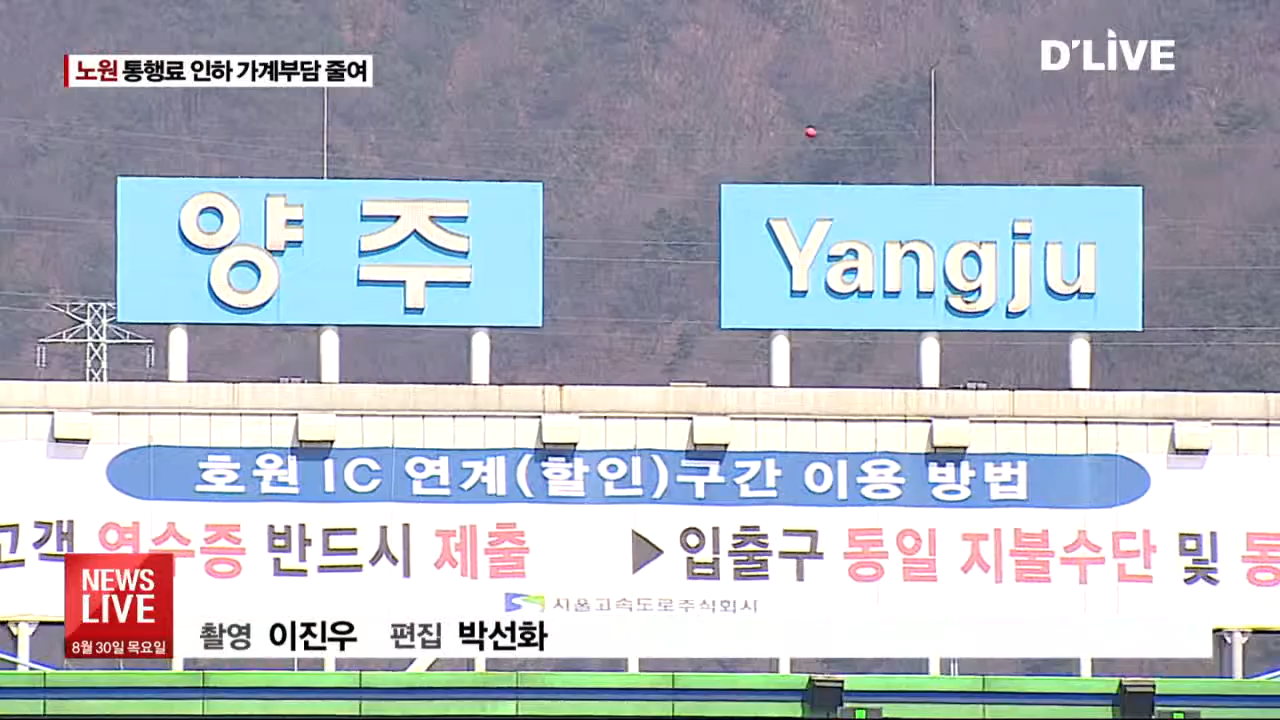 노원 통행료 인하 가계부담 줄여
D'LIVE
양주
Yangju
호원 IC 연계(할인)구간 이용 방법
고객 영수증 반드시 제출 ▶입출구 동일 지불수단 및 동
서울고속도로주식회사
NEWS
LIVE
8월 30일 목요일
촬영 이진우 편집 박선화